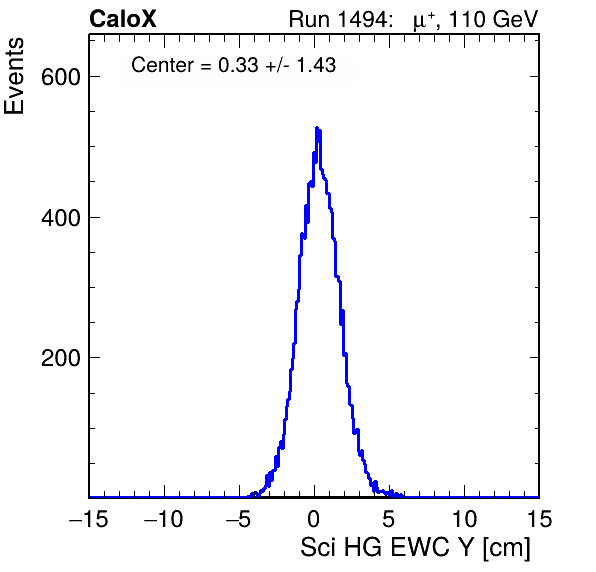 CaloX Run 1494: μ⁺, 110 GeV
Center = 0.33 +/- 1.43
Events
600
400
200
−15 −10 −5 0 5 10 15
Sci HG EWC Y [cm]